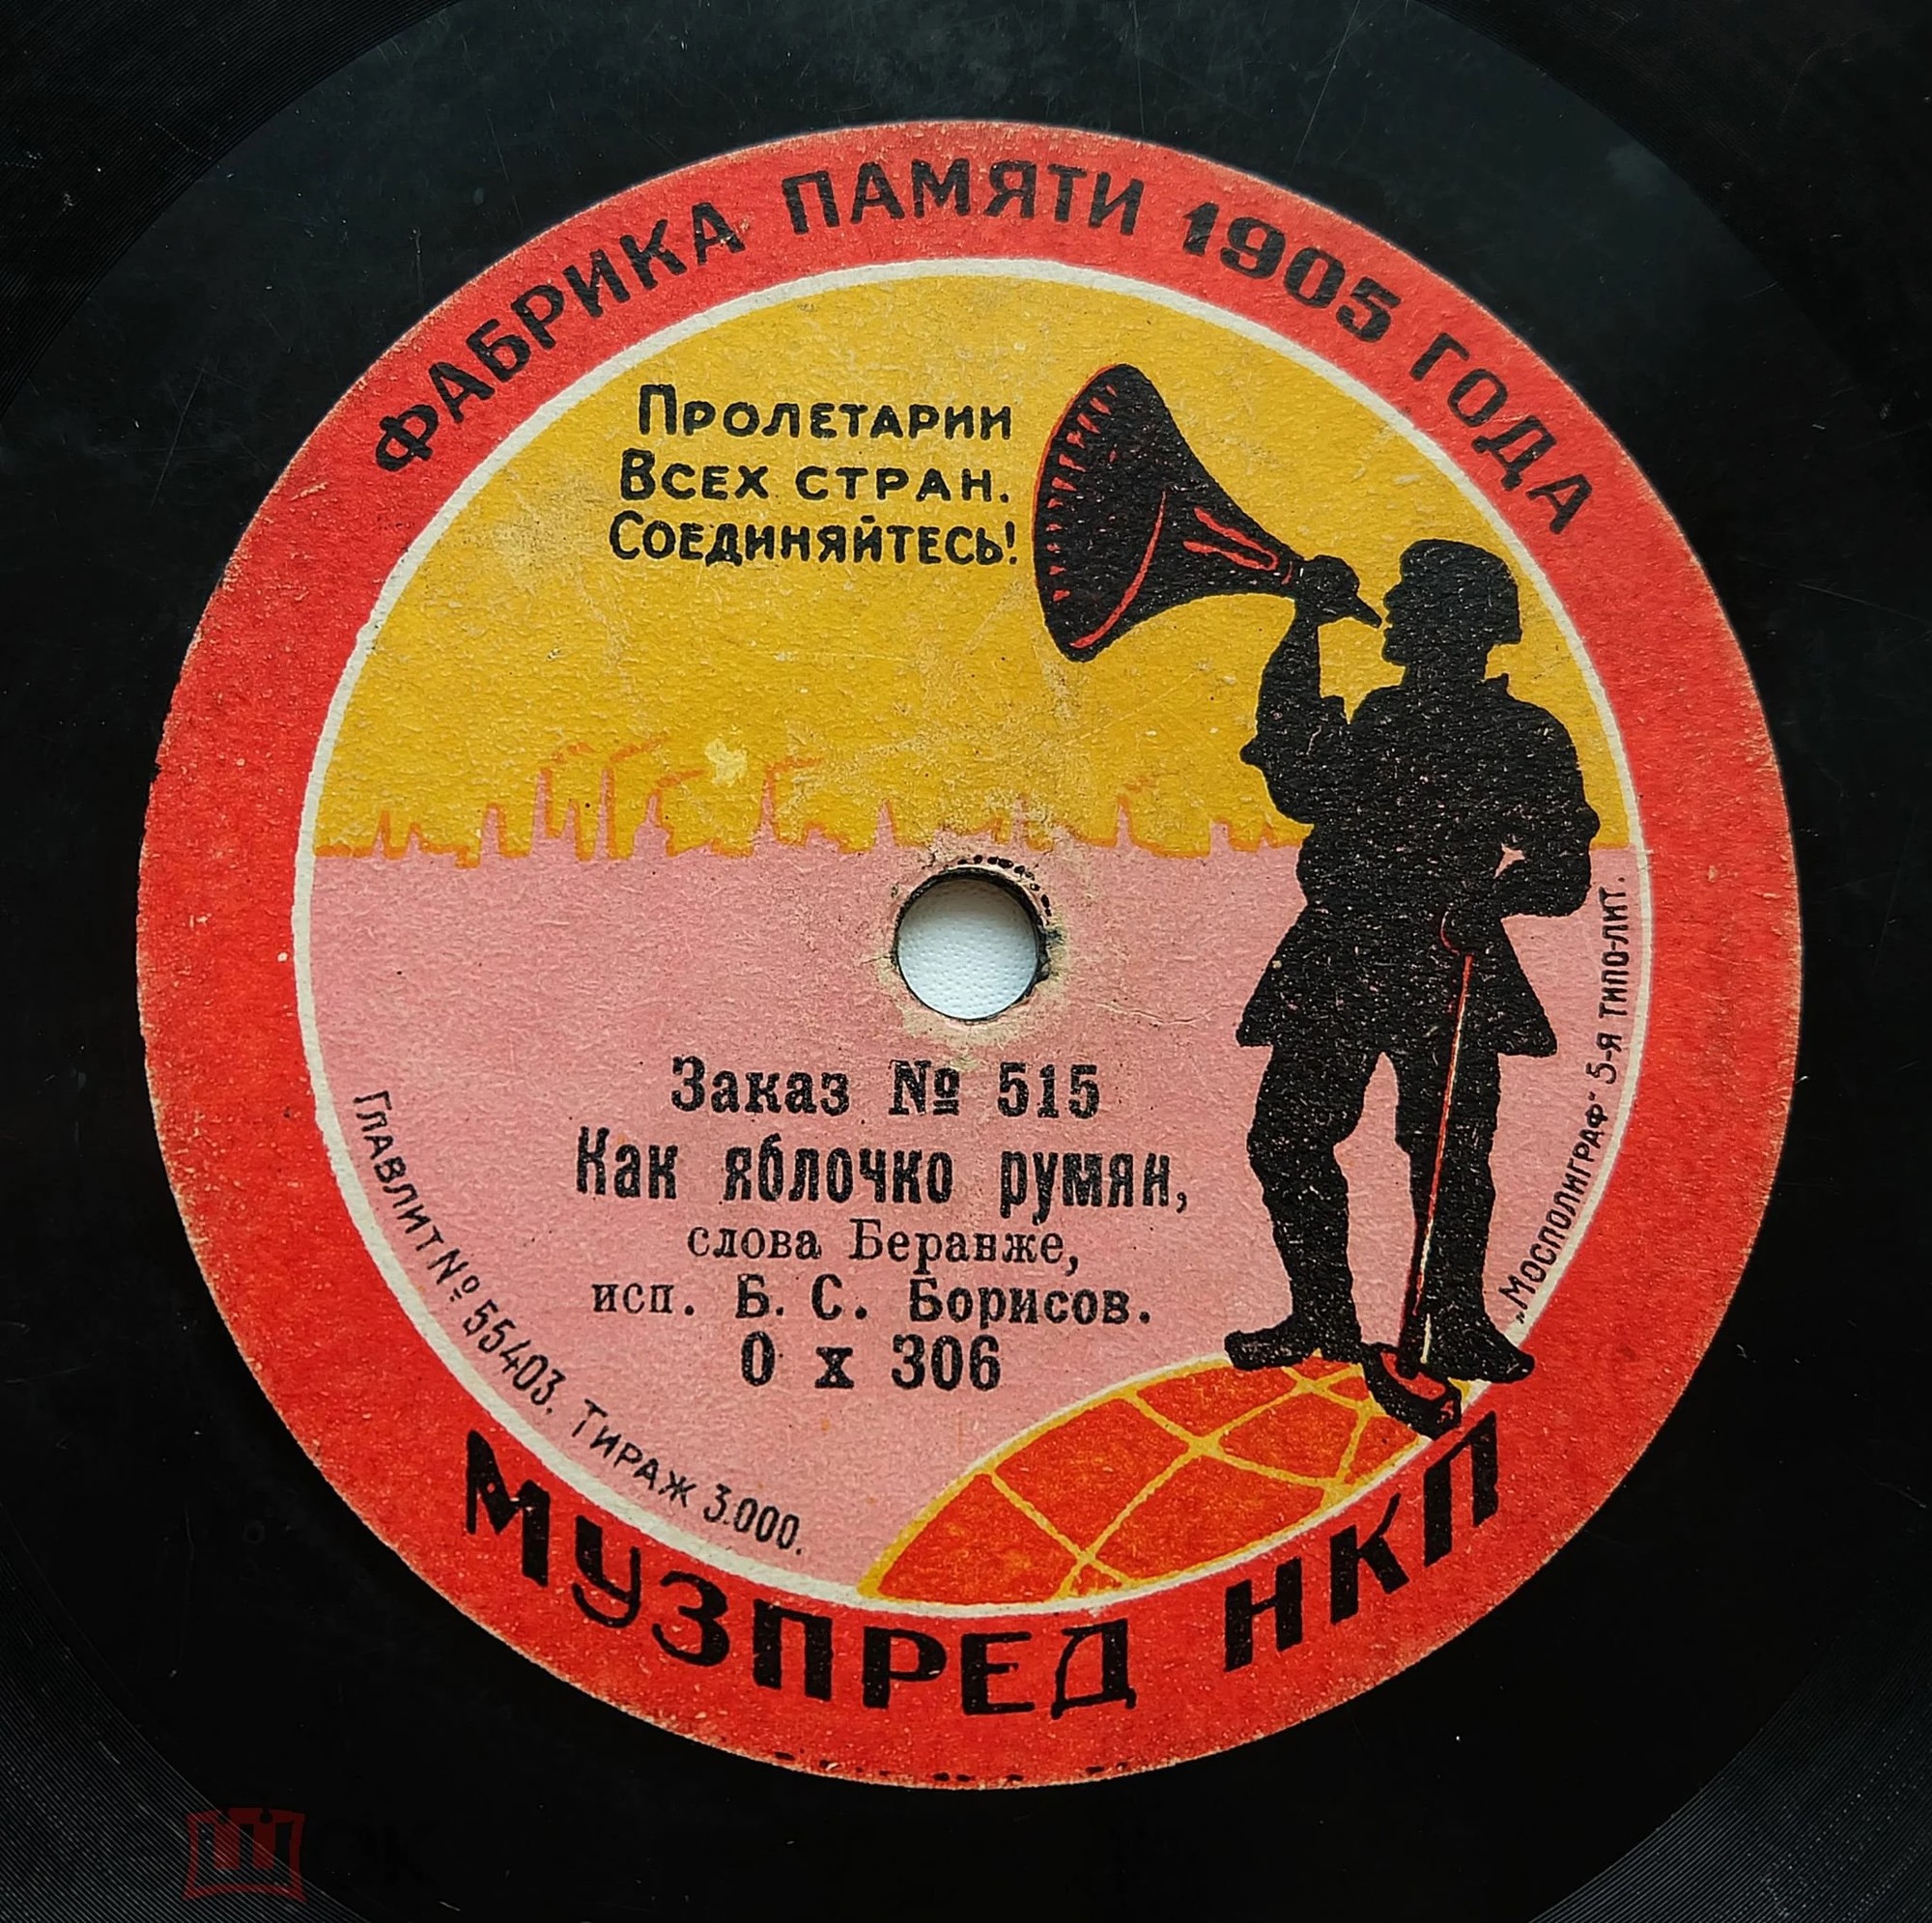 ФАБРИКА ПАМЯТИ 1905 ГОДА
ПРОЛЕТАРИИ
ВСЕХ СТРАН.
СОЕДИНЯЙТЕСЬ!
Заказ № 515
Как яблочко румян,
слова Беранже,
исп. Б. С. Борисов.
0 х 306
ГЛАВЛИТ № 55403. ТИРАЖ 3.000.
„МОСПОЛИГРАФ“ 5-Я ТИПО-ЛИТ.
МУЗПРЕД НКП